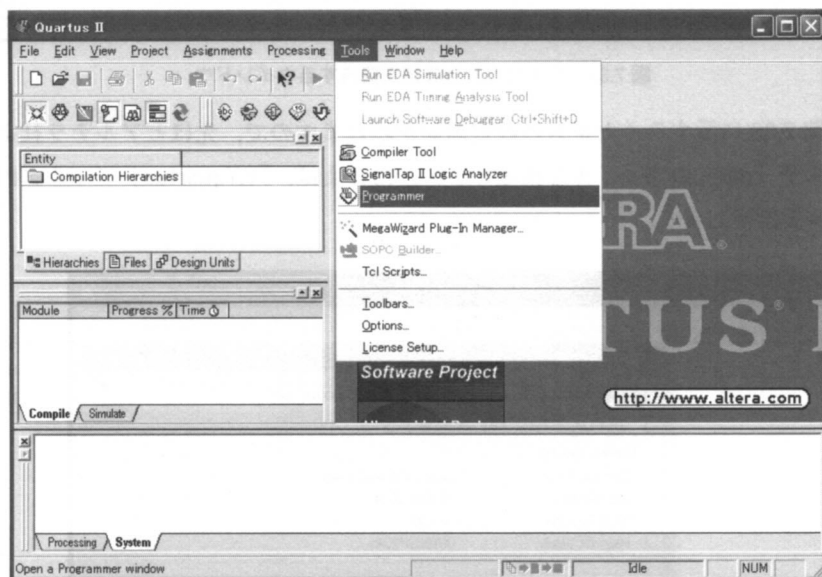 Quartus II
File Edit View Project Assignments Processing Tools Window Help
Run EDA Simulation Tool
Run EDA Timing Analysis Tool
Launch Software Debugger Ctrl+Shift+D
Compiler Tool
SignalTap II Logic Analyzer
Programmer
MegaWizard Plug-In Manager...
SOPC Builder...
Tcl Scripts...
Toolbars...
Options...
License Setup...
Entity
Compilation Hierarchies
Hierarchies Files Design Units
Module Progress % Time
Compile Simulate
RA
TUS
Software Project
http://www.altera.com
Processing System
Open a Programmer window Idle NUM